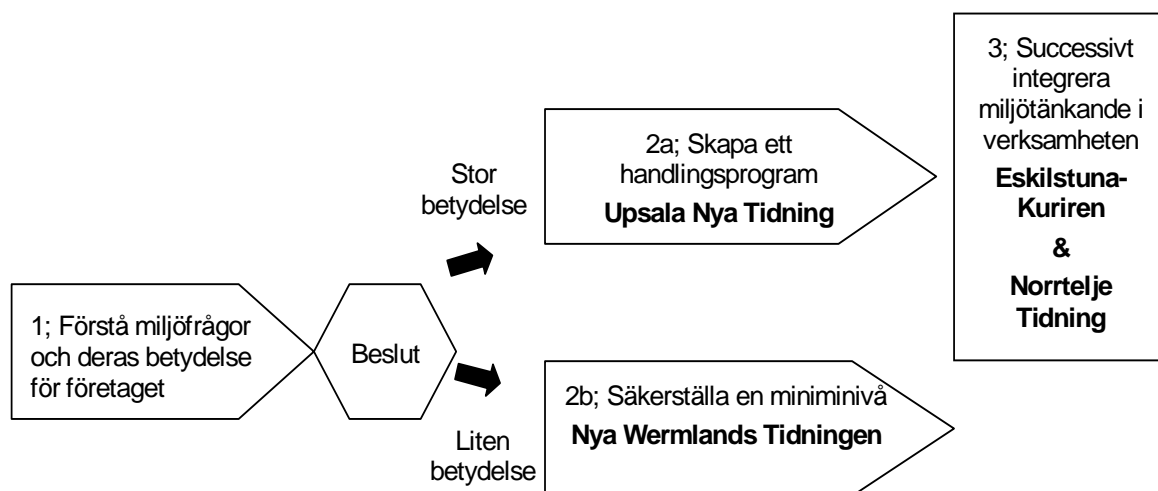 1; Förstå miljöfrågor
och deras betydelse
för företaget
Beslut
Stor
betydelse
2a; Skapa ett
handlingsprogram
Upsala Nya Tidning
Liten
betydelse
2b; Säkerställa en miniminivå
Nya Wermlands Tidningen
3; Successivt
integrera
miljötänkande i
verksamheten
Eskilstuna-
Kuriren
&
Norrtelje
Tidning